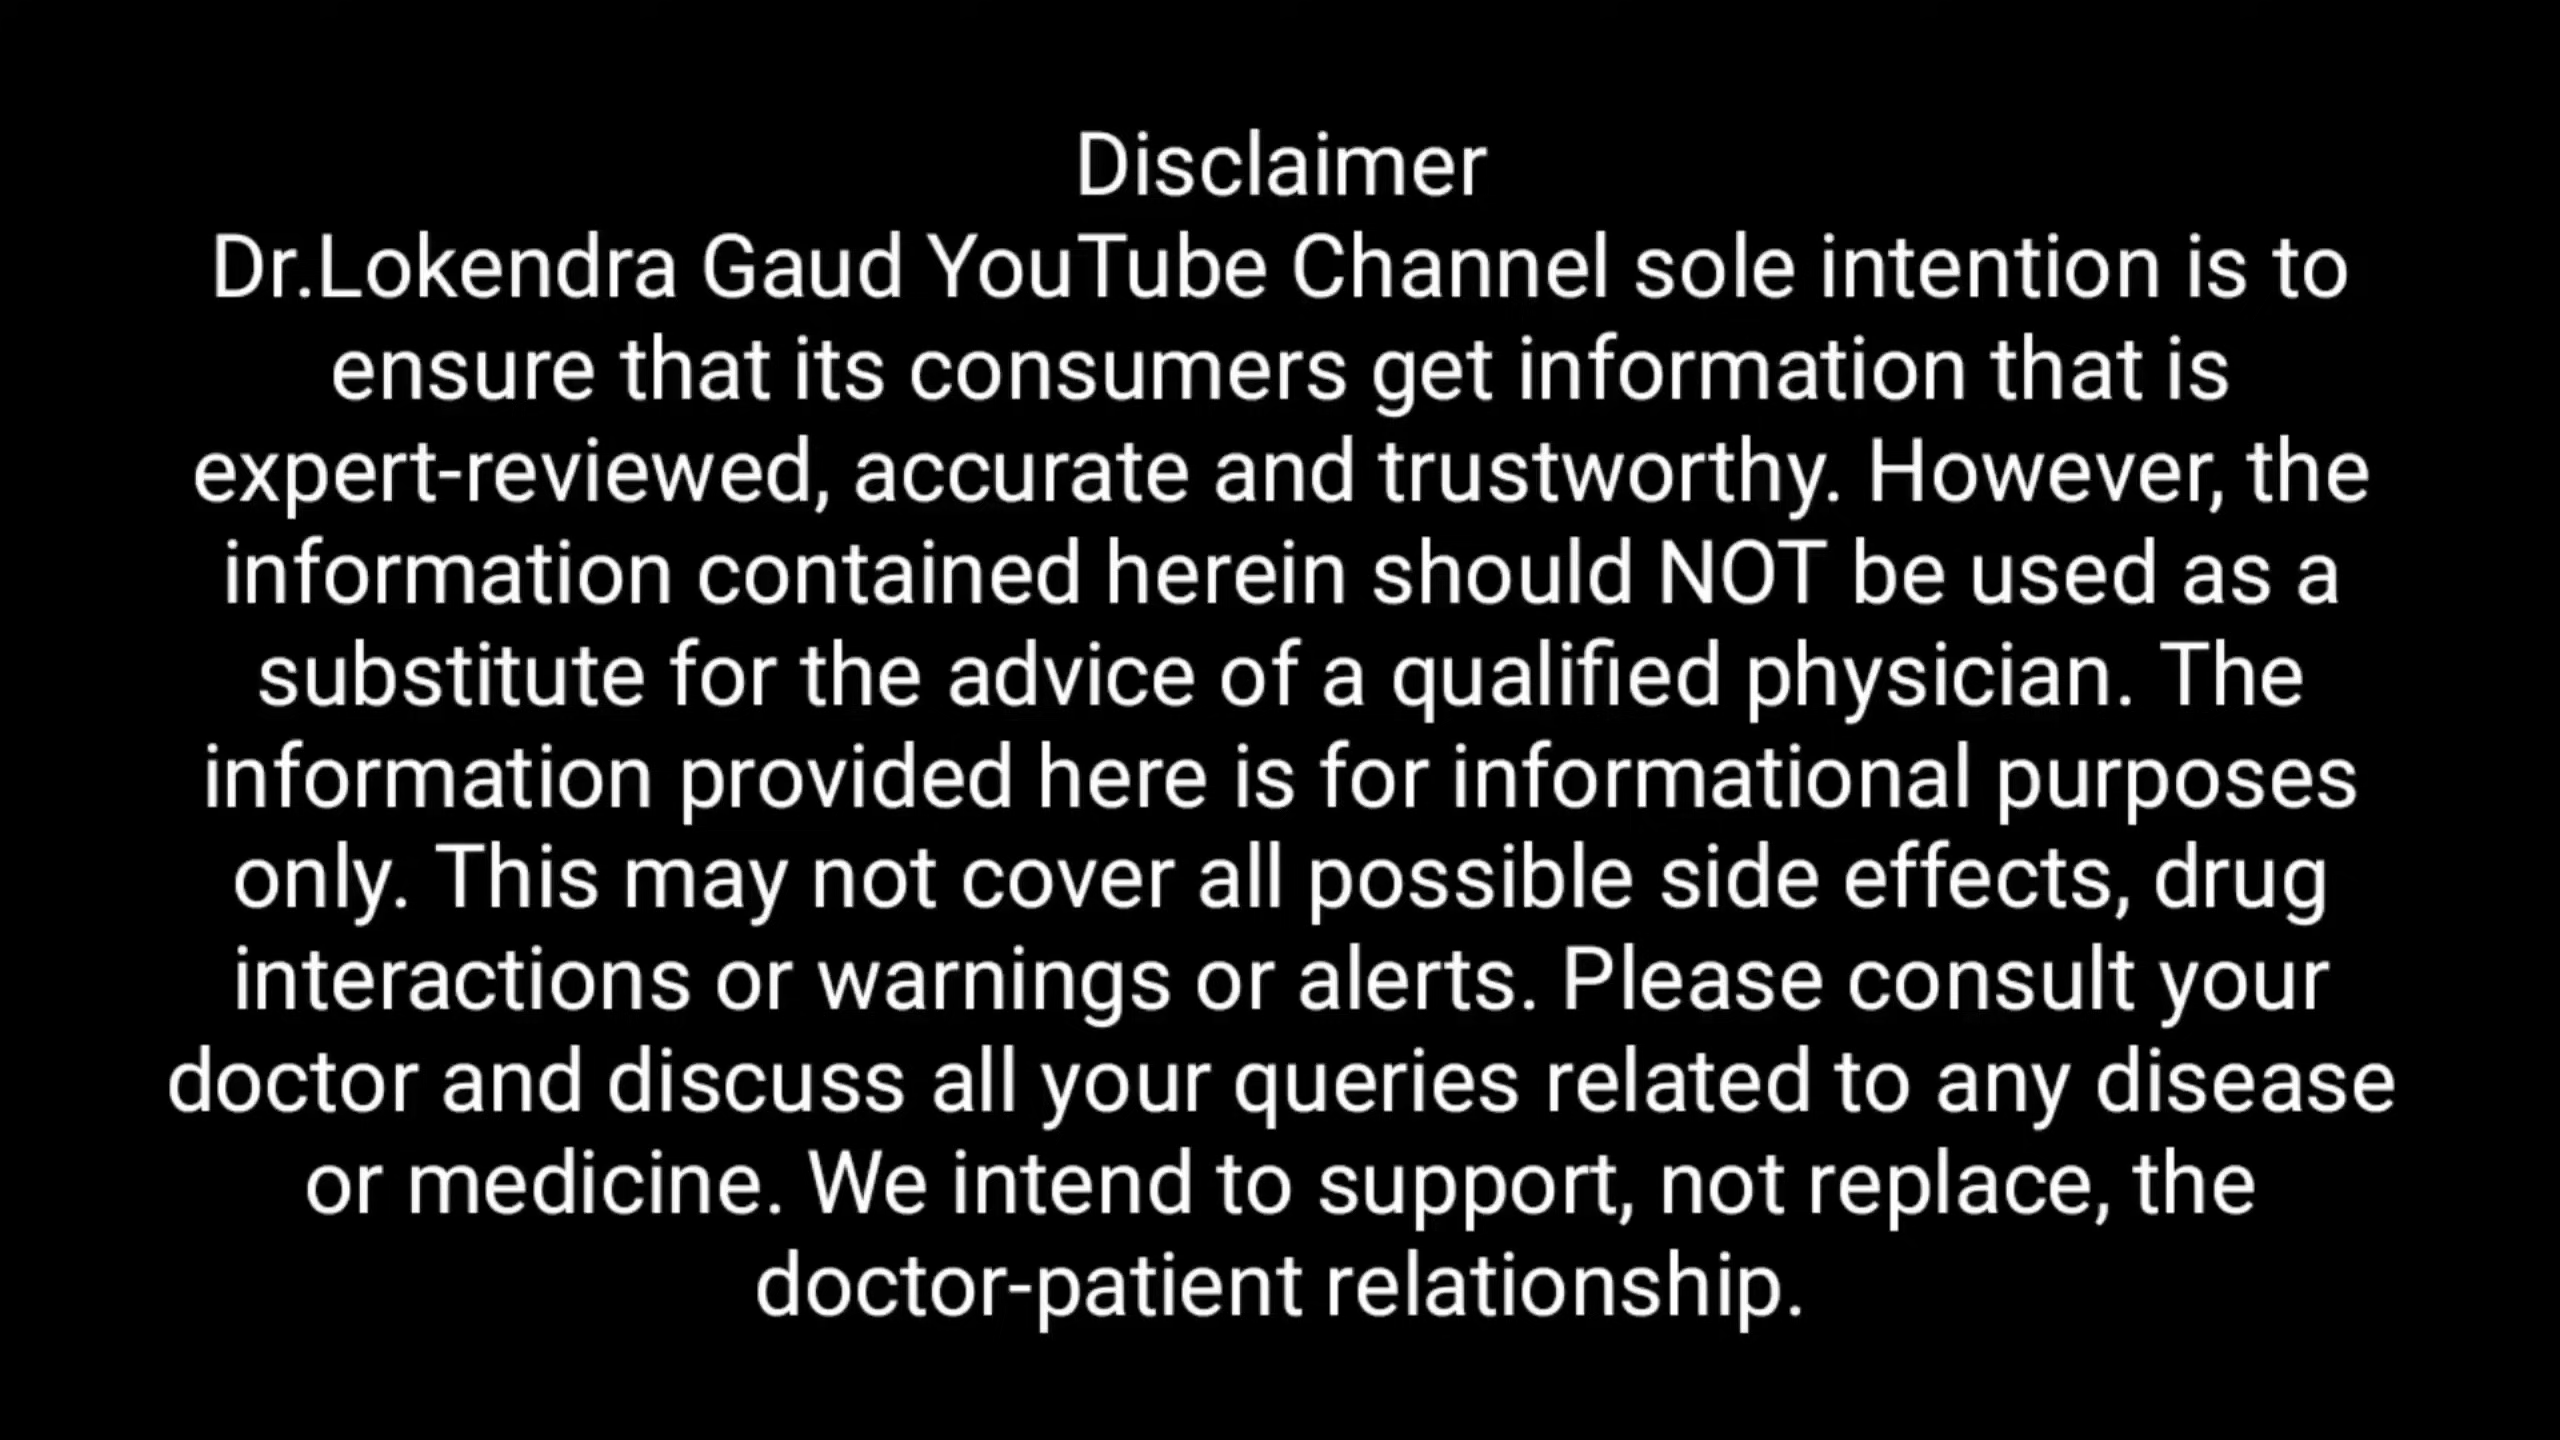 Disclaimer
Dr.Lokendra Gaud YouTube Channel sole intention is to
ensure that its consumers get information that is
expert-reviewed, accurate and trustworthy. However, the
information contained herein should NOT be used as a
substitute for the advice of a qualified physician. The
information provided here is for informational purposes
only. This may not cover all possible side effects, drug
interactions or warnings or alerts. Please consult your
doctor and discuss all your queries related to any disease
or medicine. We intend to support, not replace, the
doctor-patient relationship.